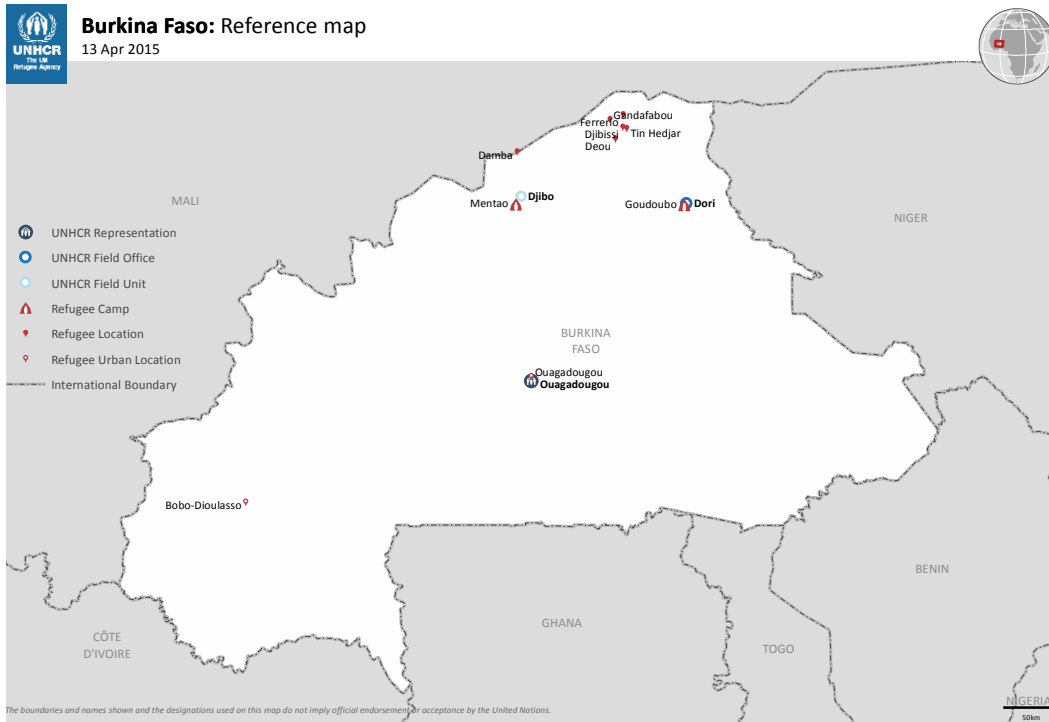 UNHCR
The UN
Refugee Agency
Burkina Faso: Reference map
13 Apr 2015
Gandafabou
Ferrerio
Djibissi
Tin Hedjar
Deou
Damba
MALI
Mentao
Djibo
Goudoubo
Dori
NIGER
UNHCR Representation
UNHCR Field Office
UNHCR Field Unit
Refugee Camp
Refugee Location
Refugee Urban Location
International Boundary
BURKINA
FASO
Ouagadougou
Ouagadougou
Bobo-Dioulasso
BENIN
GHANA
CÔTE
D'IVOIRE
TOGO
NIGERIA
The boundaries and names shown and the designations used on this map do not imply official endorsement or acceptance by the United Nations.
50km